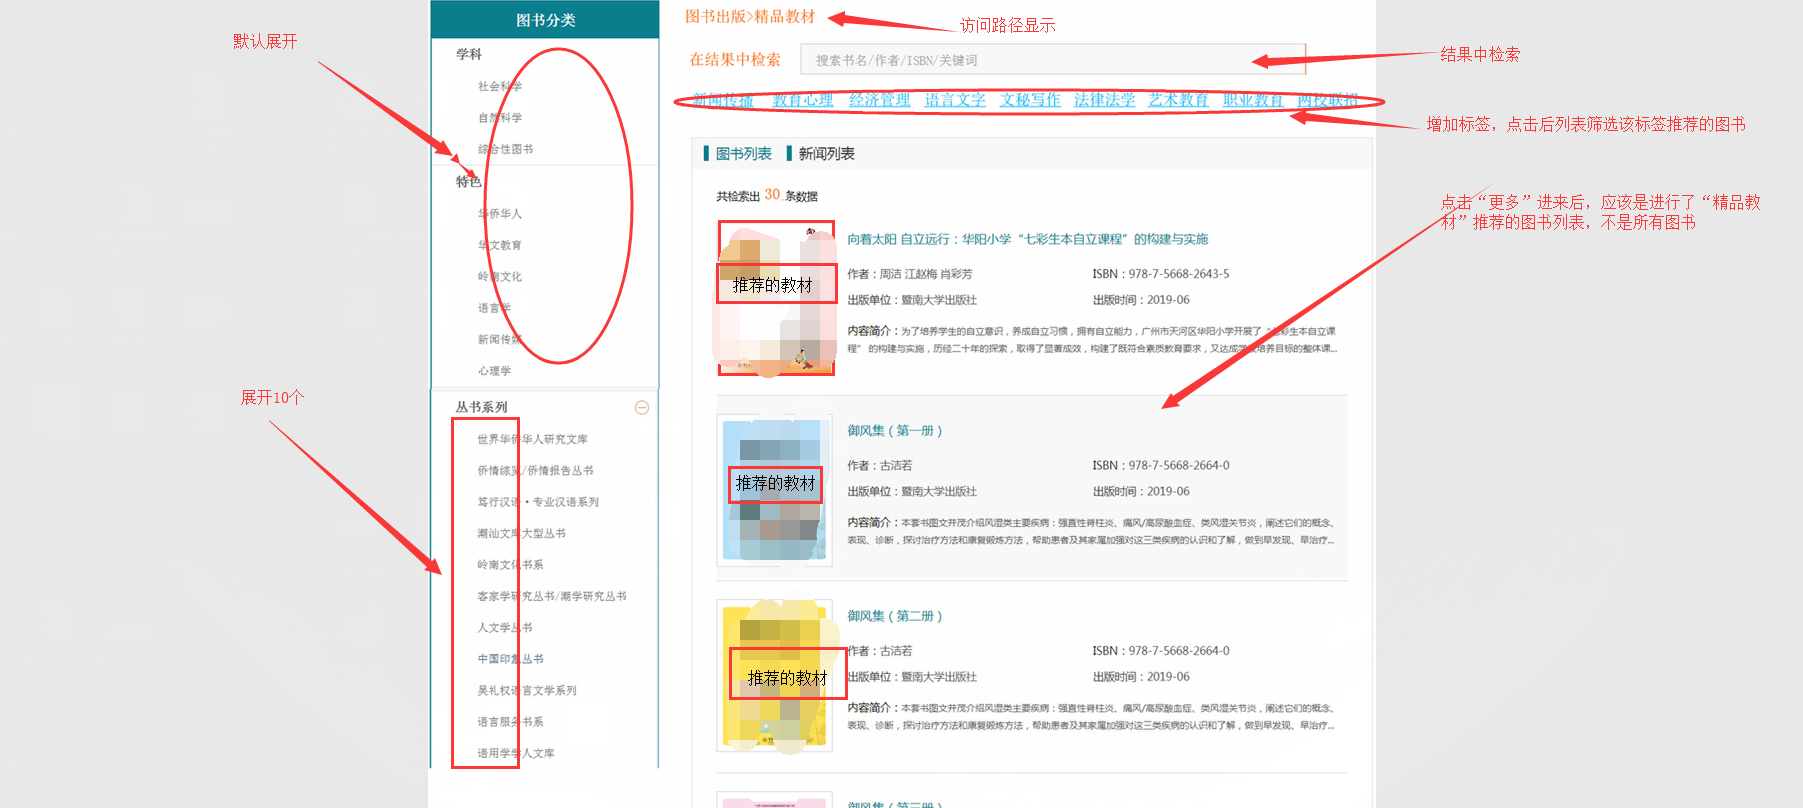 图书分类
默认展开
学科
社会科学
自然科学
综合性图书
特色
华侨华人
华文教育
岭南文化
语言学
新闻传媒
心理学
展开10个
丛书系列
世界华侨华人研究文库
侨情综览/侨情报告丛书
笃行汉语·专业汉语系列
潮汕文库大型丛书
岭南文化书系
客家学研究丛书/潮学研究丛书
人文学丛书
中国印象丛书
吴礼权语言文学系列
语言服务书系
语用学学人文库
图书出版>精品教材
访问路径显示
在结果中检索
搜索书名/作者/ISBN/关键词
结果中检索
新闻传播 教育心理 经济管理 语言文字 文秘写作 法律法学 艺术教育 职业教育 两校联招
增加标签，点击后列表筛选该标签推荐的图书
图书列表 新闻列表
共检索出 30 条数据
点击“更多”进来后，应该是进行了“精品教
材”推荐的图书列表，不是所有图书
推荐的教材
向着太阳 自立远行：华阳小学“七彩生本自立课程”的构建与实施
作者：周洁 江赵梅 肖彩芳 ISBN：978-7-5668-2643-5
出版单位：暨南大学出版社 出版时间：2019-06
内容简介：为了培养学生的自立意识，养成自立习惯，拥有自立能力，广州市天河区华阳小学开展了“七彩生本自立课
程”的构建与实施，历经二十年的探索，取得了显著成效，构建了既符合素质教育要求，又达成学校培养目标的整体课...
推荐的教材
御风集（第一册）
作者：古洁若 ISBN：978-7-5668-2664-0
出版单位：暨南大学出版社 出版时间：2019-06
内容简介：本套书图文并茂介绍风湿类主要疾病：强直性脊柱炎、痛风/高尿酸血症、类风湿关节炎，阐述它们的概念、
表现、诊断，探讨治疗方法和康复锻炼方法，帮助患者及其家属加强对这三类疾病的认识和了解，做到早发现、早治疗...
推荐的教材
御风集（第二册）
作者：古洁若 ISBN：978-7-5668-2664-0
出版单位：暨南大学出版社 出版时间：2019-06
内容简介：本套书图文并茂介绍风湿类主要疾病：强直性脊柱炎、痛风/高尿酸血症、类风湿关节炎，阐述它们的概念、
表现、诊断，探讨治疗方法和康复锻炼方法，帮助患者及其家属加强对这三类疾病的认识和了解，做到早发现、早治疗...
御风集（第三册）